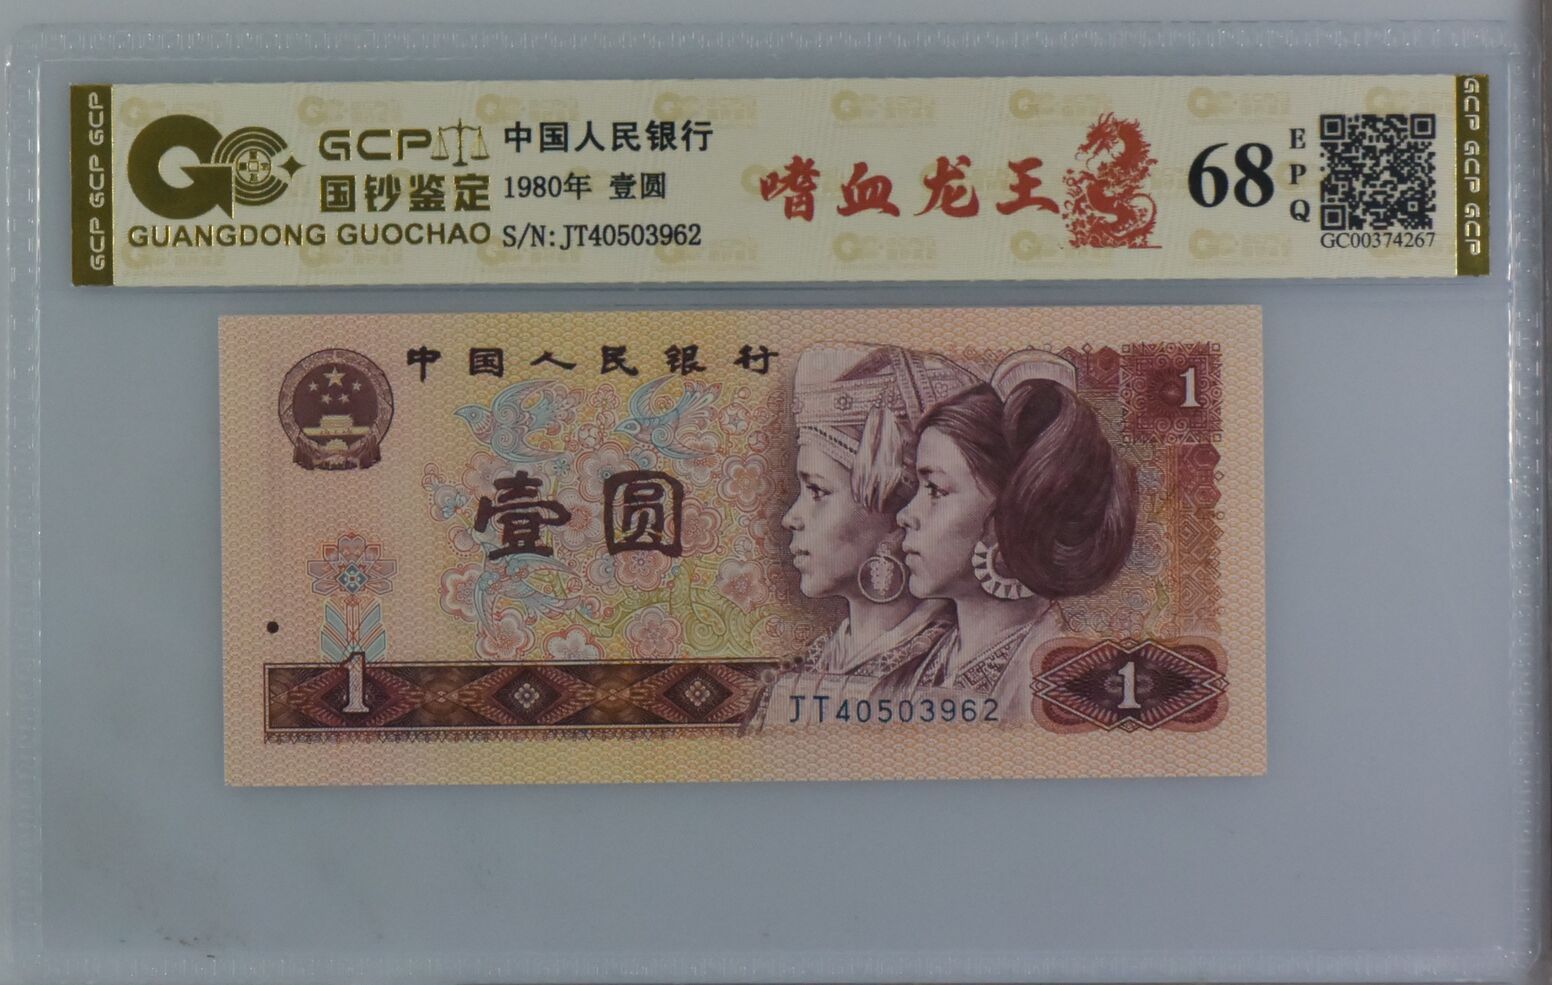 GCP GCP GCP
GCP
国钞鉴定
GUANGDONG GUOCHAO
中国人民银行
1980年 壹圆
S/N: JT40503962
嗜血龙王
68
EPQ
GC00374267
GCP GCP GCP
中国人民银行
1
壹圆
1
JT40503962
1